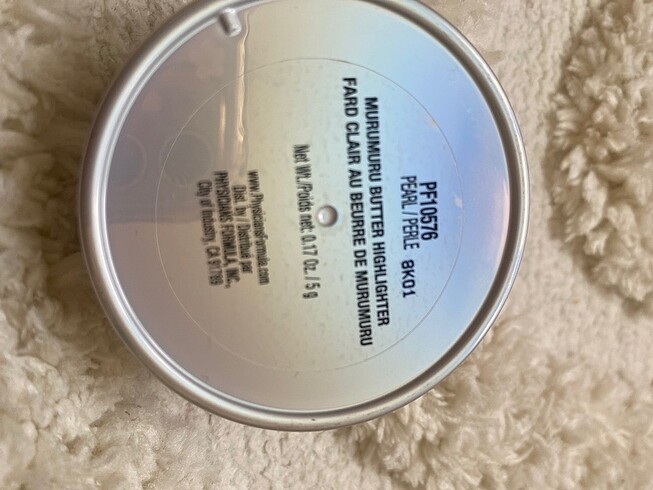 PF10576
PEARL / PERLE 8K01
MURUMURU BUTTER HIGHLIGHTER
FARD CLAIR AU BEURRE DE MURUMURU
Net Wt./Poids net: 0.17 Oz. / 5 g
www.PhysiciansFormula.com
Dist. by / Distribué par
PHYSICIANS FORMULA, INC.,
City of Industry, CA 91789